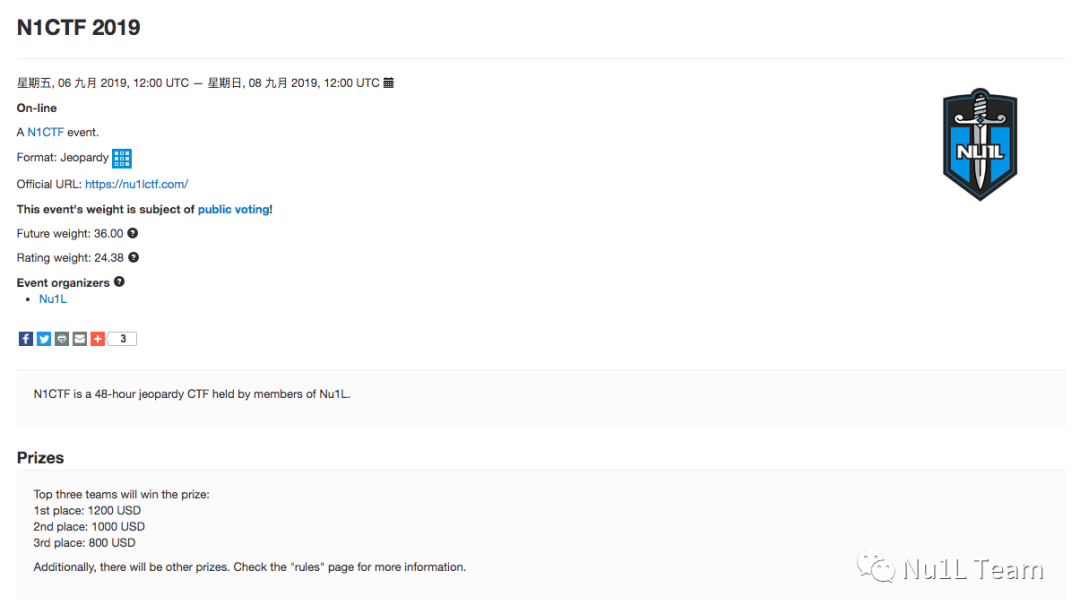 N1CTF 2019
星期五, 06 九月 2019, 12:00 UTC — 星期日, 08 九月 2019, 12:00 UTC
On-line
A N1CTF event.
Format: Jeopardy
Official URL: https://nu1lctf.com/
This event's weight is subject of public voting!
Future weight: 36.00
Rating weight: 24.38
Event organizers
Nu1L
NU1L
3
N1CTF is a 48-hour jeopardy CTF held by members of Nu1L.
Prizes
Top three teams will win the prize:
1st place: 1200 USD
2nd place: 1000 USD
3rd place: 800 USD
Additionally, there will be other prizes. Check the "rules" page for more information.
Nu1L Team